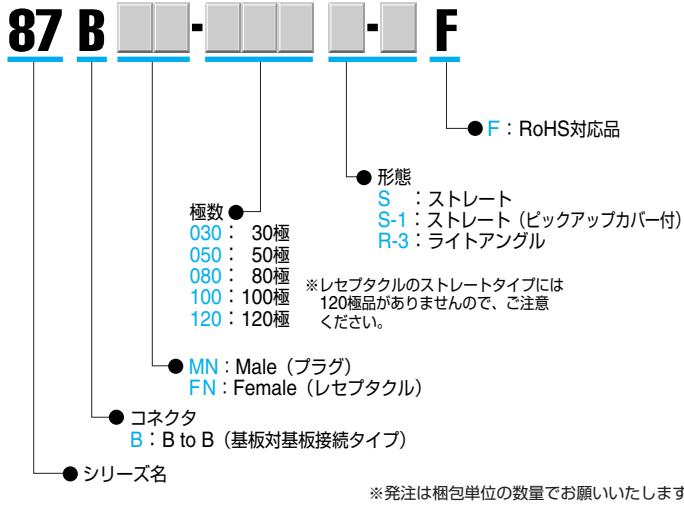 87 B - - F
F：RoHS対応品
形態
S ：ストレート
S-1：ストレート（ピックアップカバー付）
R-3：ライトアングル
極数
030： 30極
050： 50極
080： 80極
100：100極
120：120極
※レセプタクルのストレートタイプには
120極品がありませんので、ご注意
ください。
MN：Male（プラグ）
FN：Female（レセプタクル）
コネクタ
B：B to B（基板対基板接続タイプ）
シリーズ名
※発注は梱包単位の数量でお願いいたします